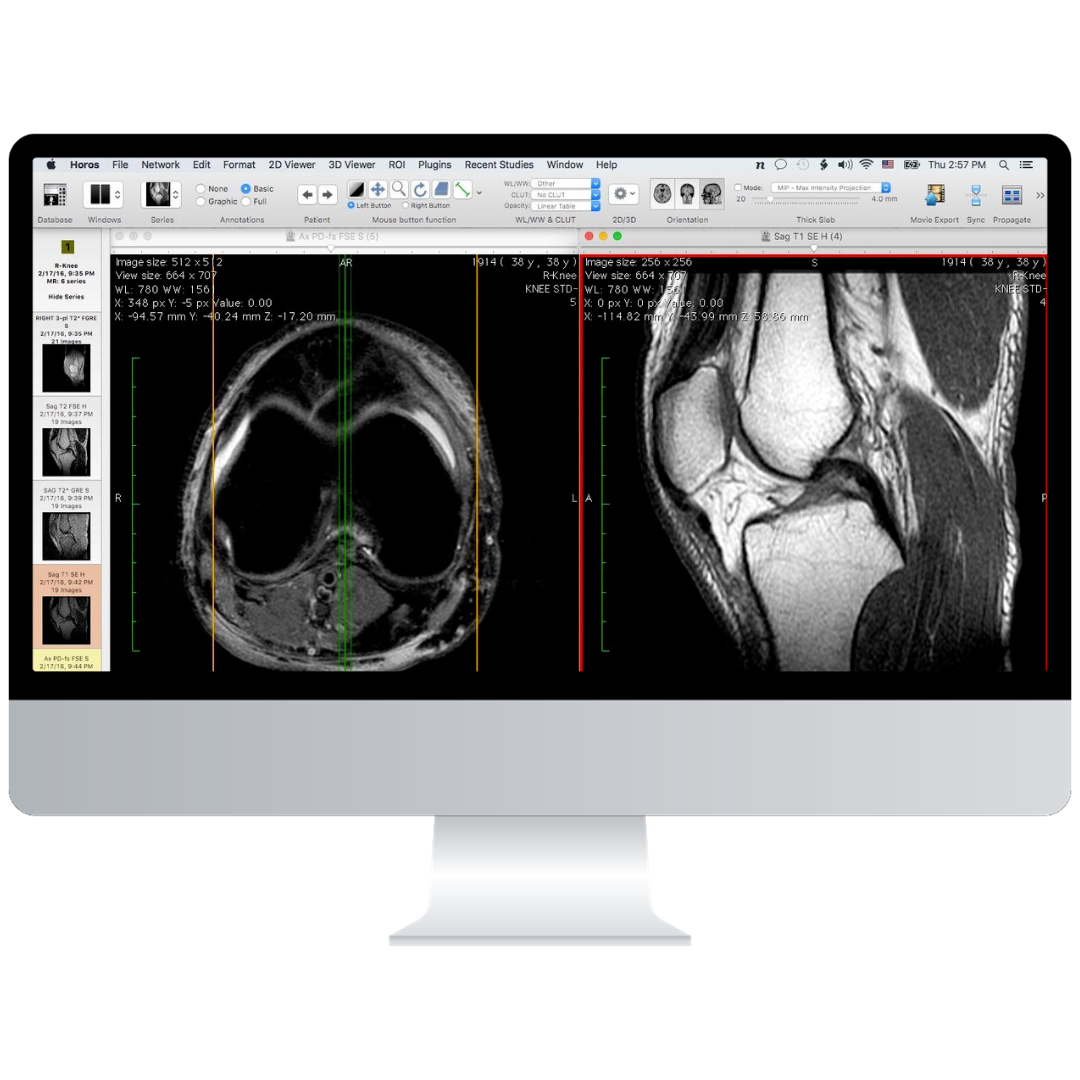 Horos File Network Edit Format 2D Viewer 3D Viewer ROI Plugins Recent Studies Window Help Thu 2:57 PM
None Basic
Graphic Full
Left Button Right Button
WL/WW: Other
CLUT: No CLUT
Opacity: Linear Table
Mode: MIP - Max Intensity Projection
20 4.0 mm
Database Windows Series Annotations Patient Mouse button function WL/WW & CLUT 2D/3D Orientation Thick Slab Movie Export Sync Propagate
1
R-Knee
2/17/16, 9:35 PM
MR: 6 series
Hide Series
RIGHT 3-pl T2* FGRE
S
2/17/16, 9:35 PM
21 Images
Sag T2 FSE H
2/17/16, 9:37 PM
19 Images
SAG T2* GRE S
2/17/16, 9:39 PM
19 Images
Sag T1 SE H
2/17/16, 9:42 PM
19 Images
Ax PD-fs FSE S
2/17/16, 9:44 PM
Ax PD-fs FSE S (5)
Image size: 512 x 512
View size: 664 x 707
WL: 780 WW: 1561
X: 348 px Y: -5 px Value: 0.00
X: -94.57 mm Y: -40.24 mm Z: -17.20 mm
AR
1914 ( 38 y , 38 y )
R-Knee
KNEE STD-
5
R
L
Sag T1 SE H (4)
Image size: 256 x 256
View size: 664 x 707
WL: 780 WW: 1561
X: 0 px Y: 0 px Value: 0.00
X: -114.82 mm Y: -43.99 mm Z: 58.86 mm
S
1914 ( 38 y , 38 y )
R-Knee
KNEE STD-
4
A
P